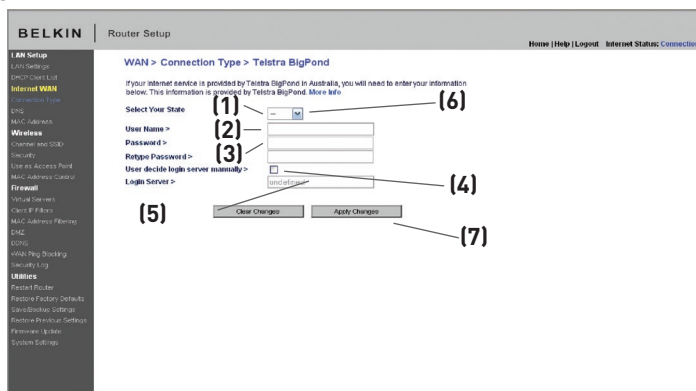 BELKIN
Router Setup
Home | Help | Logout Internet Status: Connection
LAN Setup
LAN Settings
DHCP Client List
Internet WAN
Connection Type
DNS
MAC Address
Wireless
Channel and SSID
Security
Use as Access Point
MAC Address Control
Firewall
Virtual Servers
Client IP Filters
MAC Address Filtering
DMZ
DDNS
WAN Ping Blocking
Security Log
Utilities
Restart Router
Restore Factory Defaults
Save/Backup Settings
Restore Previous Settings
Firmware Update
System Settings
WAN > Connection Type > Telstra BigPond
If your Internet service is provided by Telstra BigPond in Australia, you will need to enter your information
below. This information is provided by Telstra BigPond. More Info
Select Your State (1) -- (6)
User Name > (2)
Password > (3)
Retype Password >
User decide login server manually > (4)
Login Server > undefined
(5) Clear Changes Apply Changes
(7)